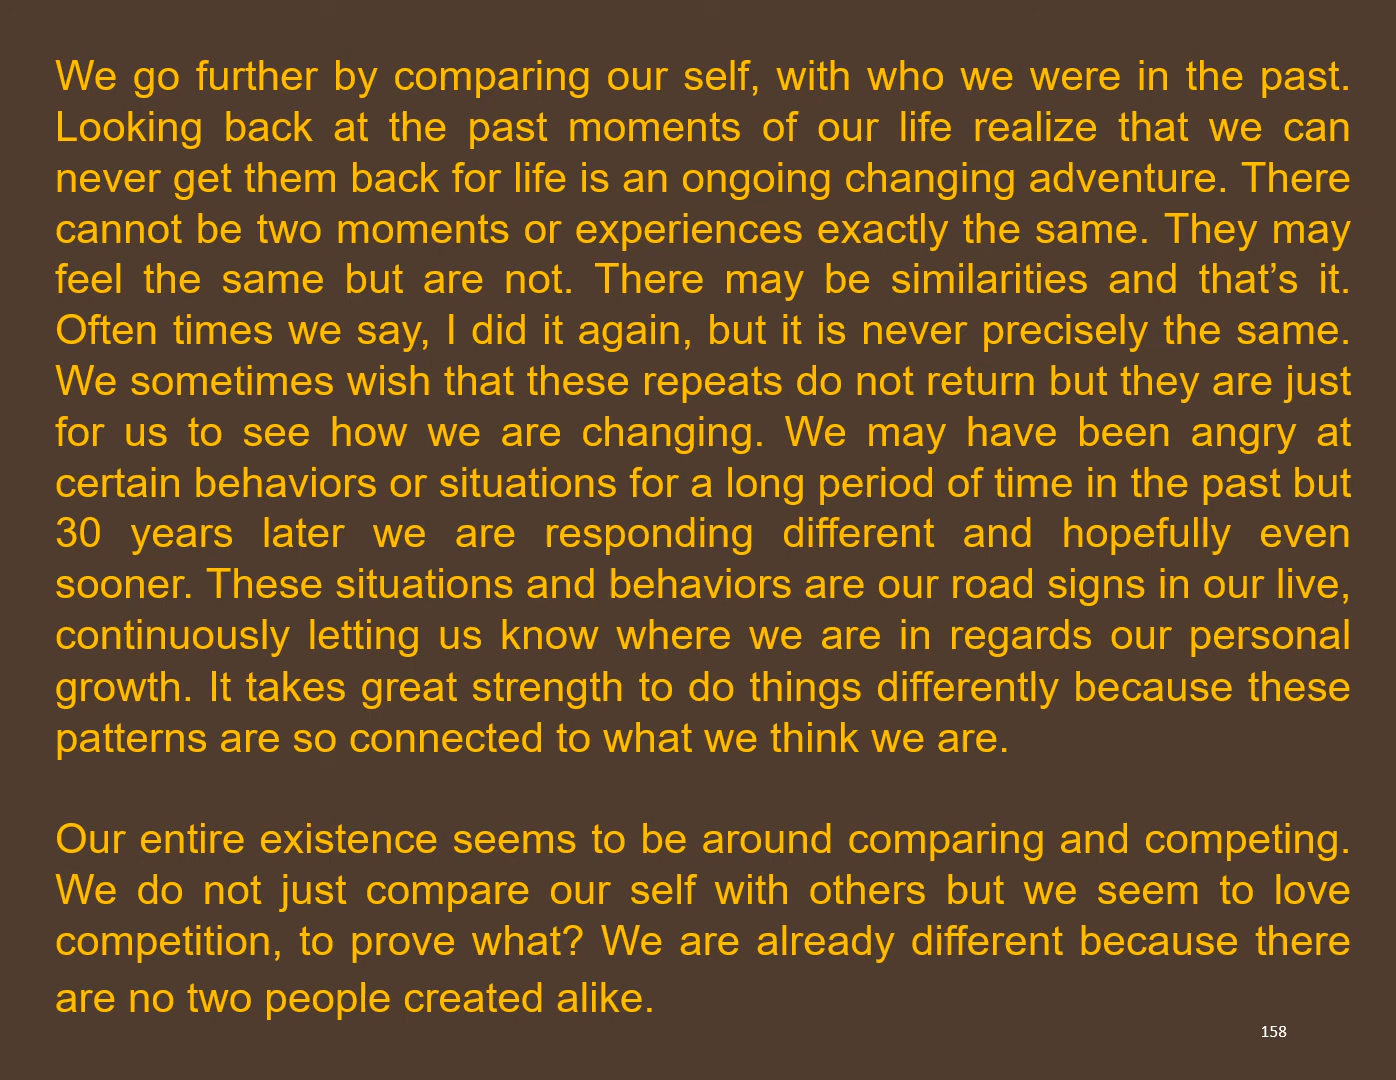 We go further by comparing our self, with who we were in the past.
Looking back at the past moments of our life realize that we can
never get them back for life is an ongoing changing adventure. There
cannot be two moments or experiences exactly the same. They may
feel the same but are not. There may be similarities and that’s it.
Often times we say, I did it again, but it is never precisely the same.
We sometimes wish that these repeats do not return but they are just
for us to see how we are changing. We may have been angry at
certain behaviors or situations for a long period of time in the past but
30 years later we are responding different and hopefully even
sooner. These situations and behaviors are our road signs in our live,
continuously letting us know where we are in regards our personal
growth. It takes great strength to do things differently because these
patterns are so connected to what we think we are.
Our entire existence seems to be around comparing and competing.
We do not just compare our self with others but we seem to love
competition, to prove what? We are already different because there
are no two people created alike.
158